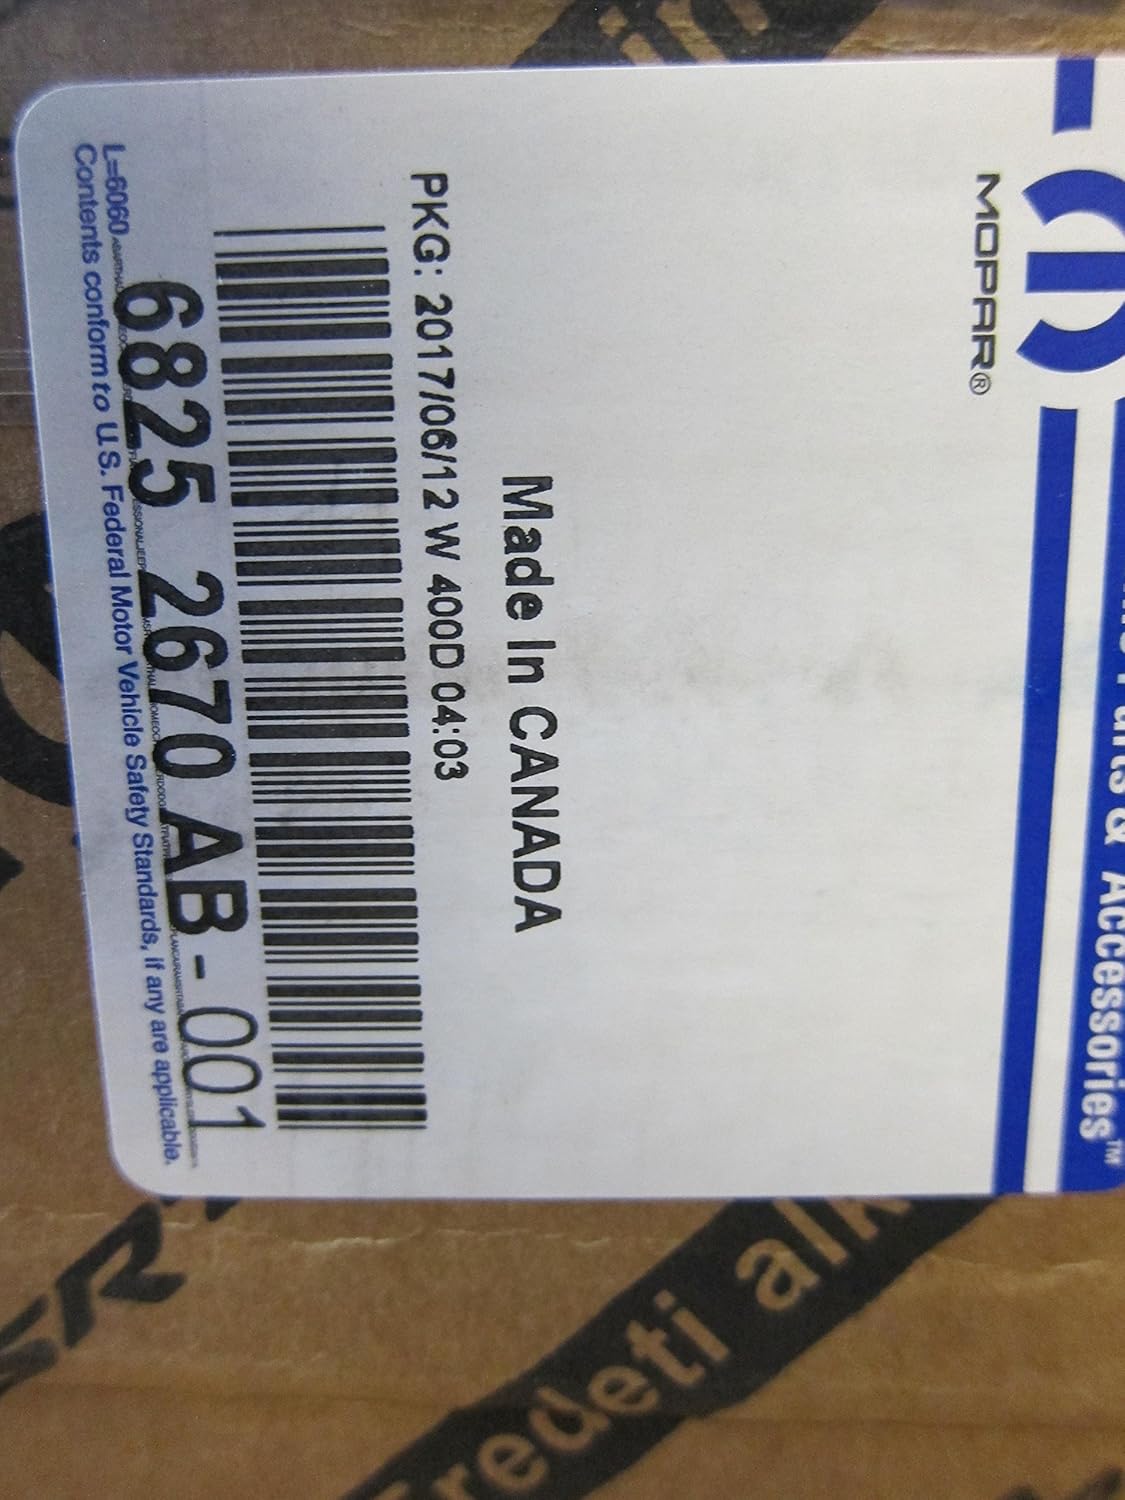 Parts & Accessories™
MOPAR®
Made In CANADA
PKG: 2017/06/12 W 400D 04:03
6825 2670 AB-001
L=6060
Contents conform to U.S. Federal Motor Vehicle Safety Standards, if any are applicable.
SRT